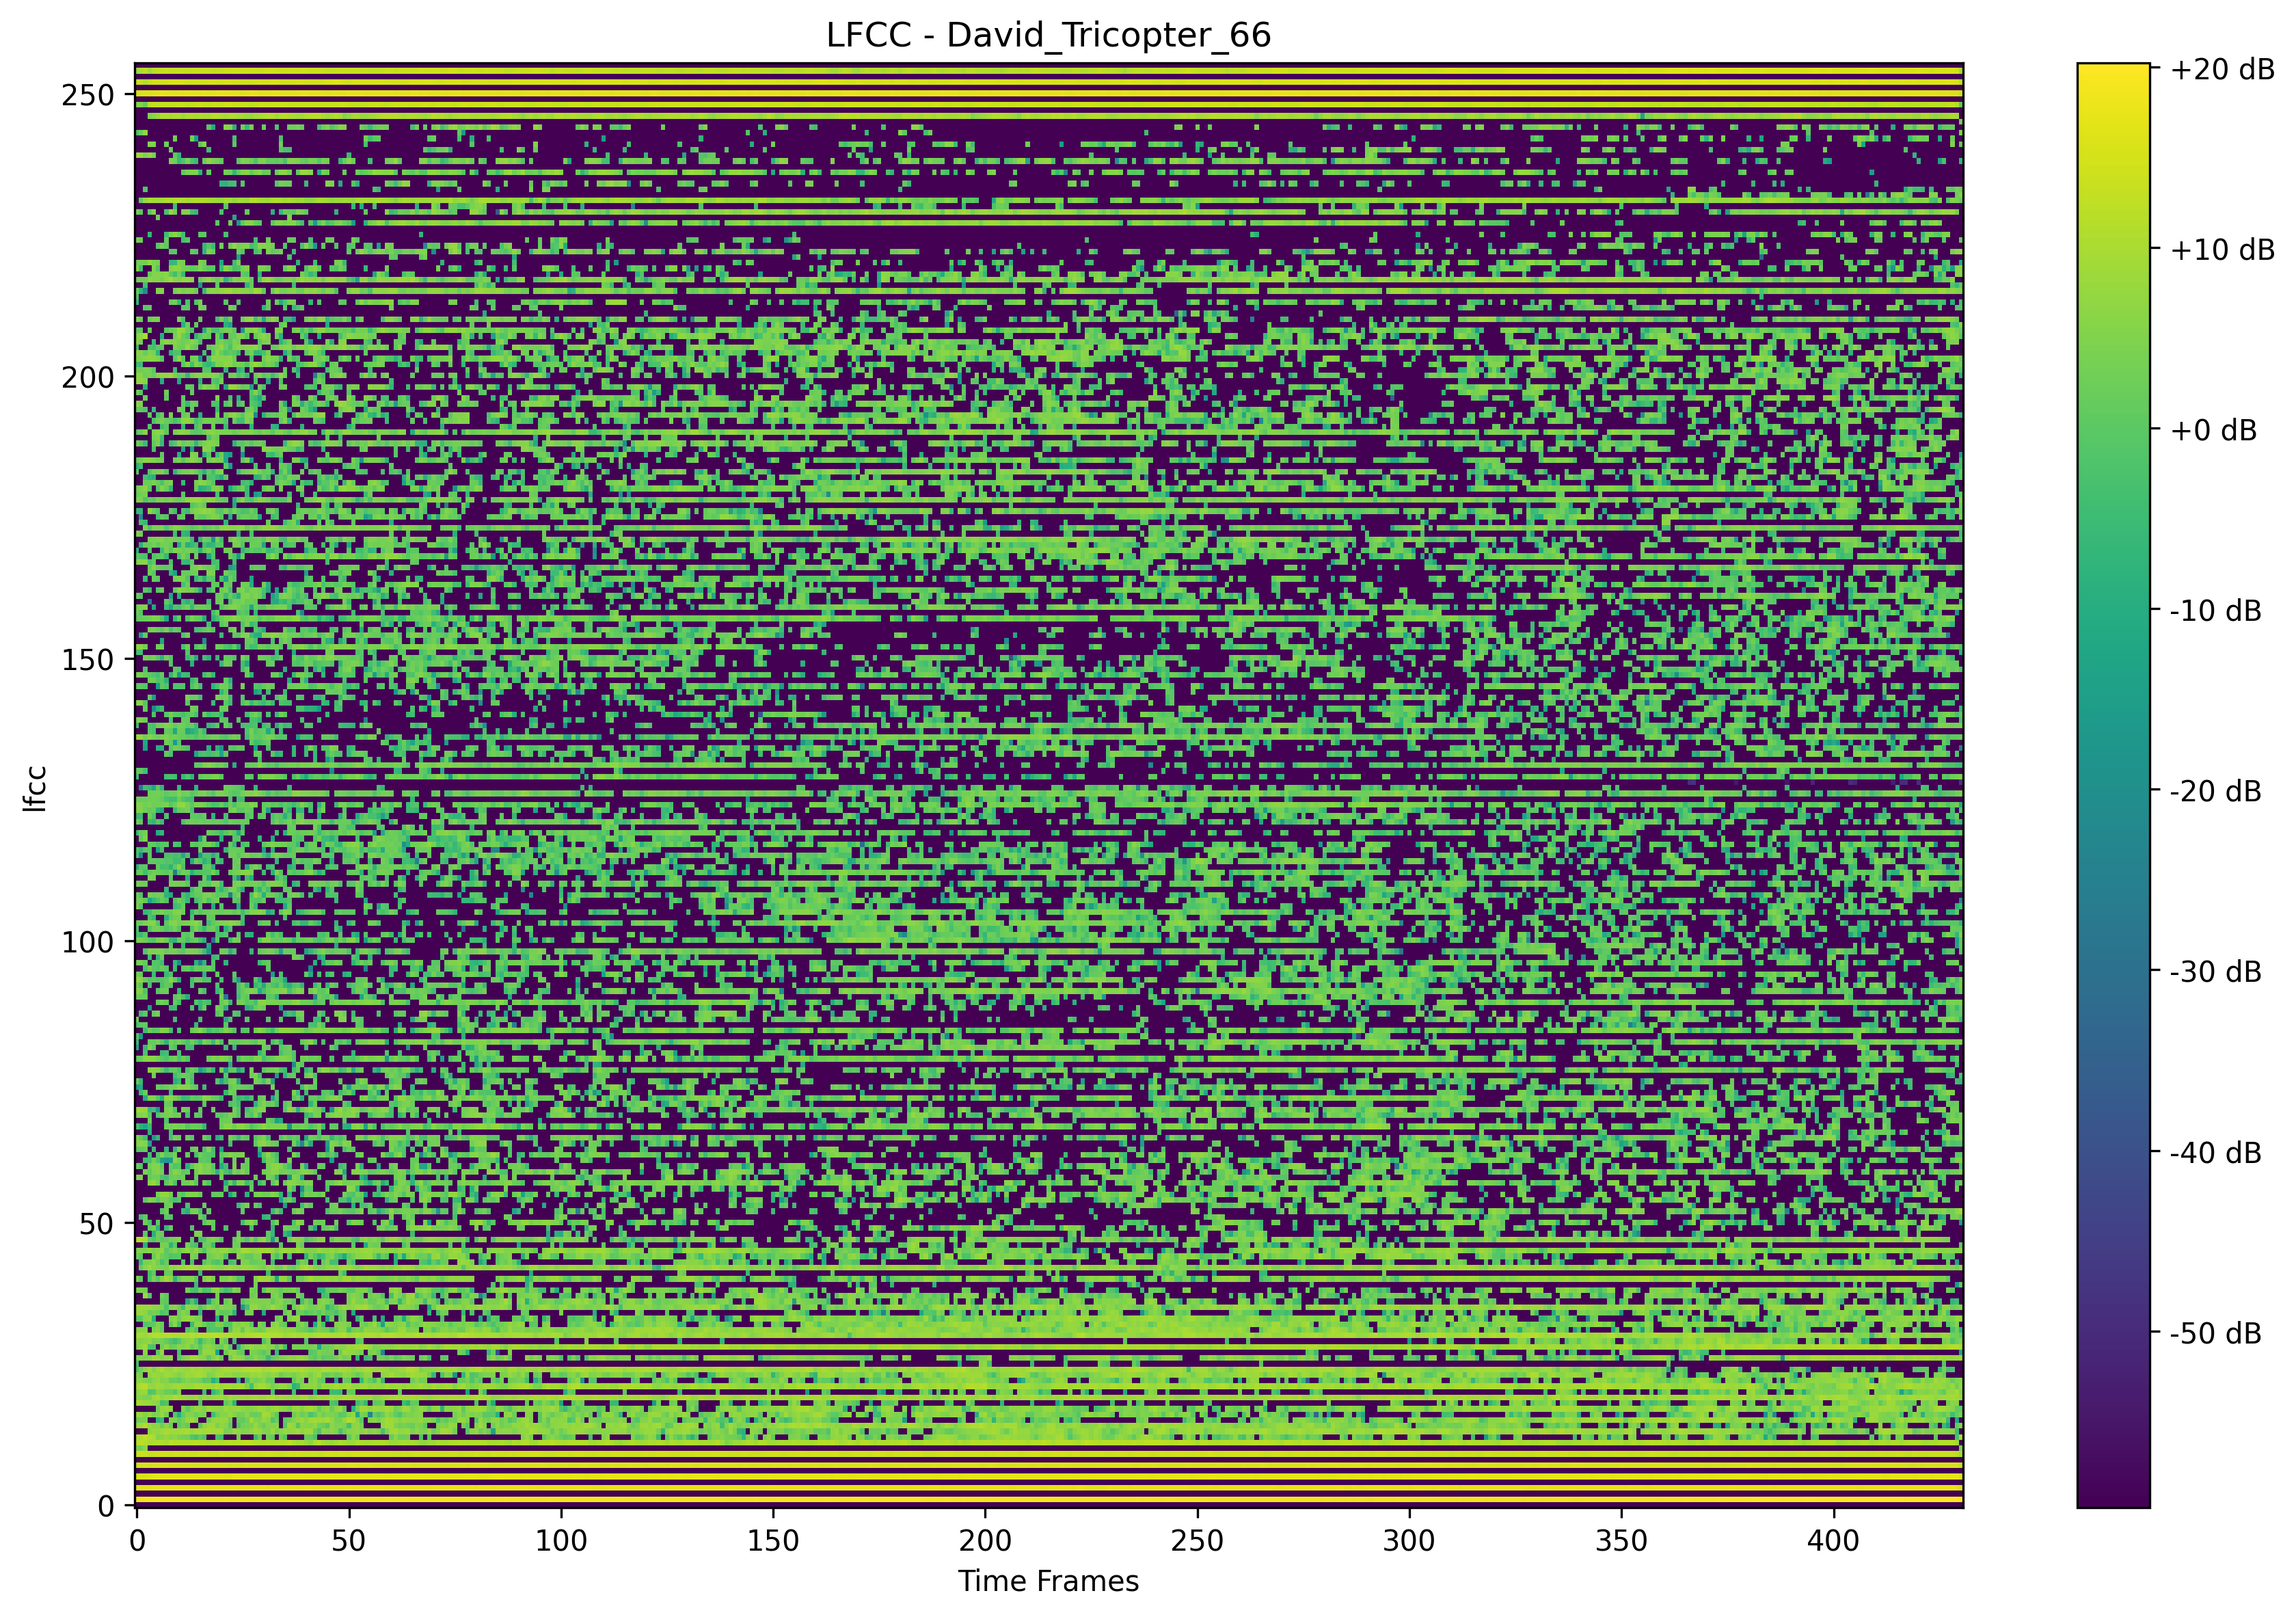 LFCC - David_Tricopter_66
lfcc
250
200
150
100
50
0
0 50 100 150 200 250 300 350 400
Time Frames
+20 dB
+10 dB
+0 dB
-10 dB
-20 dB
-30 dB
-40 dB
-50 dB